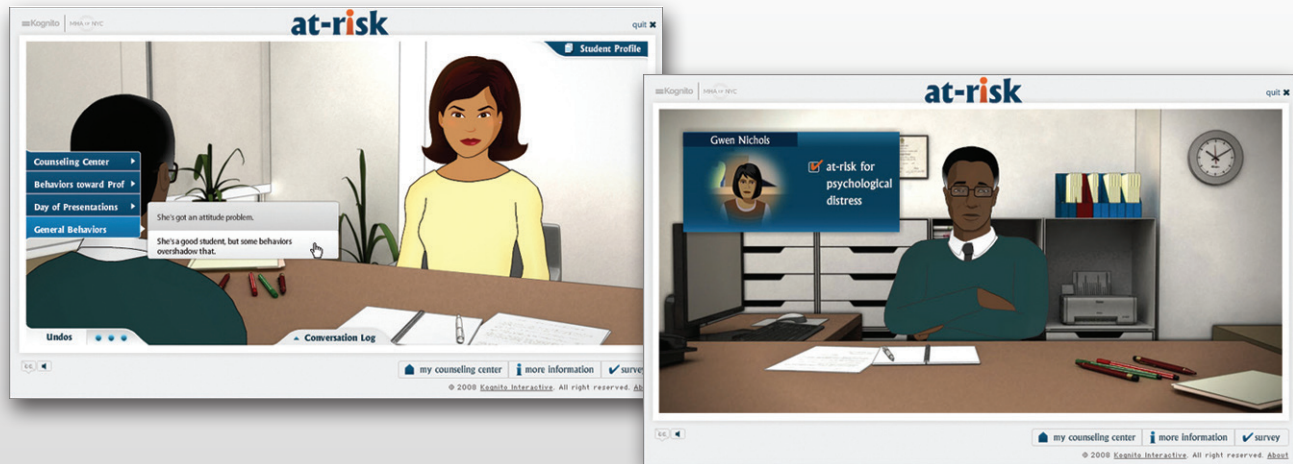 Kognito
at-risk
quit ✖
Student Profile
Counseling Center
Behaviors toward Prof
Day of Presentations
General Behaviors
She's got an attitude problem.
She's a good student, but some behaviors
overshadow that.
Undos
Conversation Log
my counseling center
more information
survey
© 2008 Kognito Interactive. All right reserved.
Kognito
at-risk
quit ✖
Gwen Nichols
at-risk for
psychological
distress
my counseling center
more information
survey
© 2008 Kognito Interactive. All right reserved. About